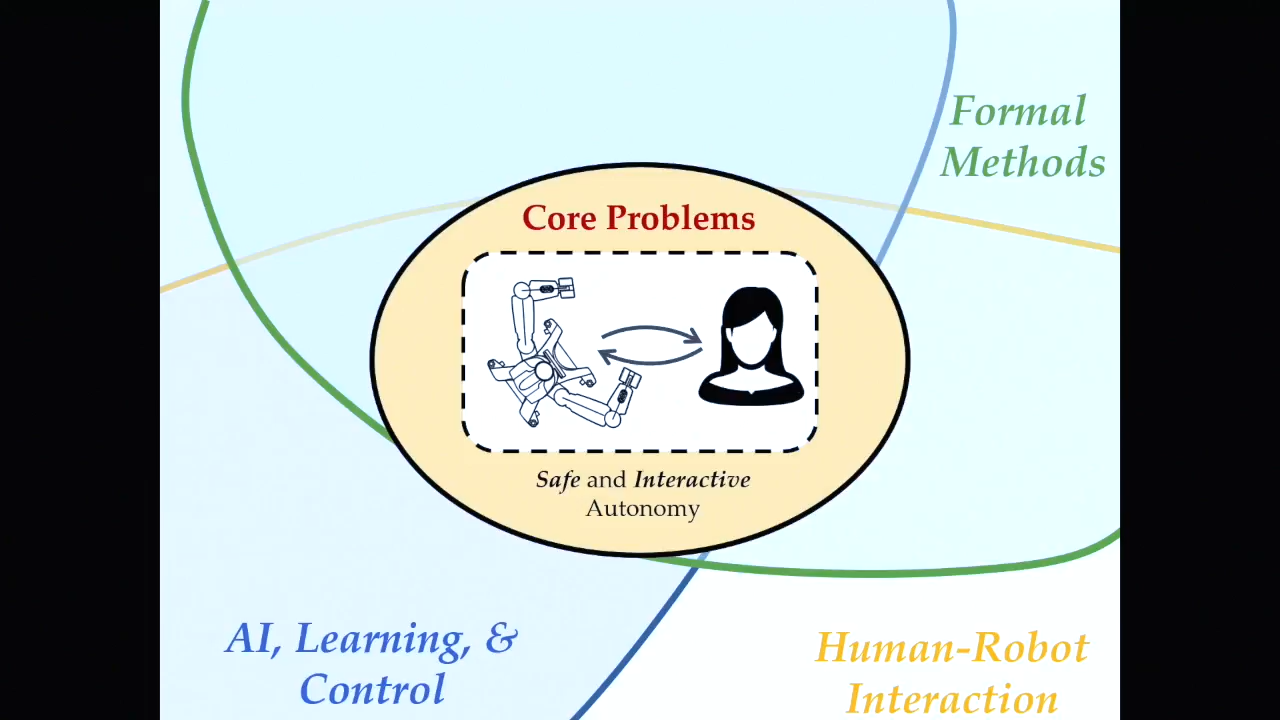 Formal
Methods
Core Problems
Safe and Interactive
Autonomy
AI, Learning, &
Control
Human-Robot
Interaction